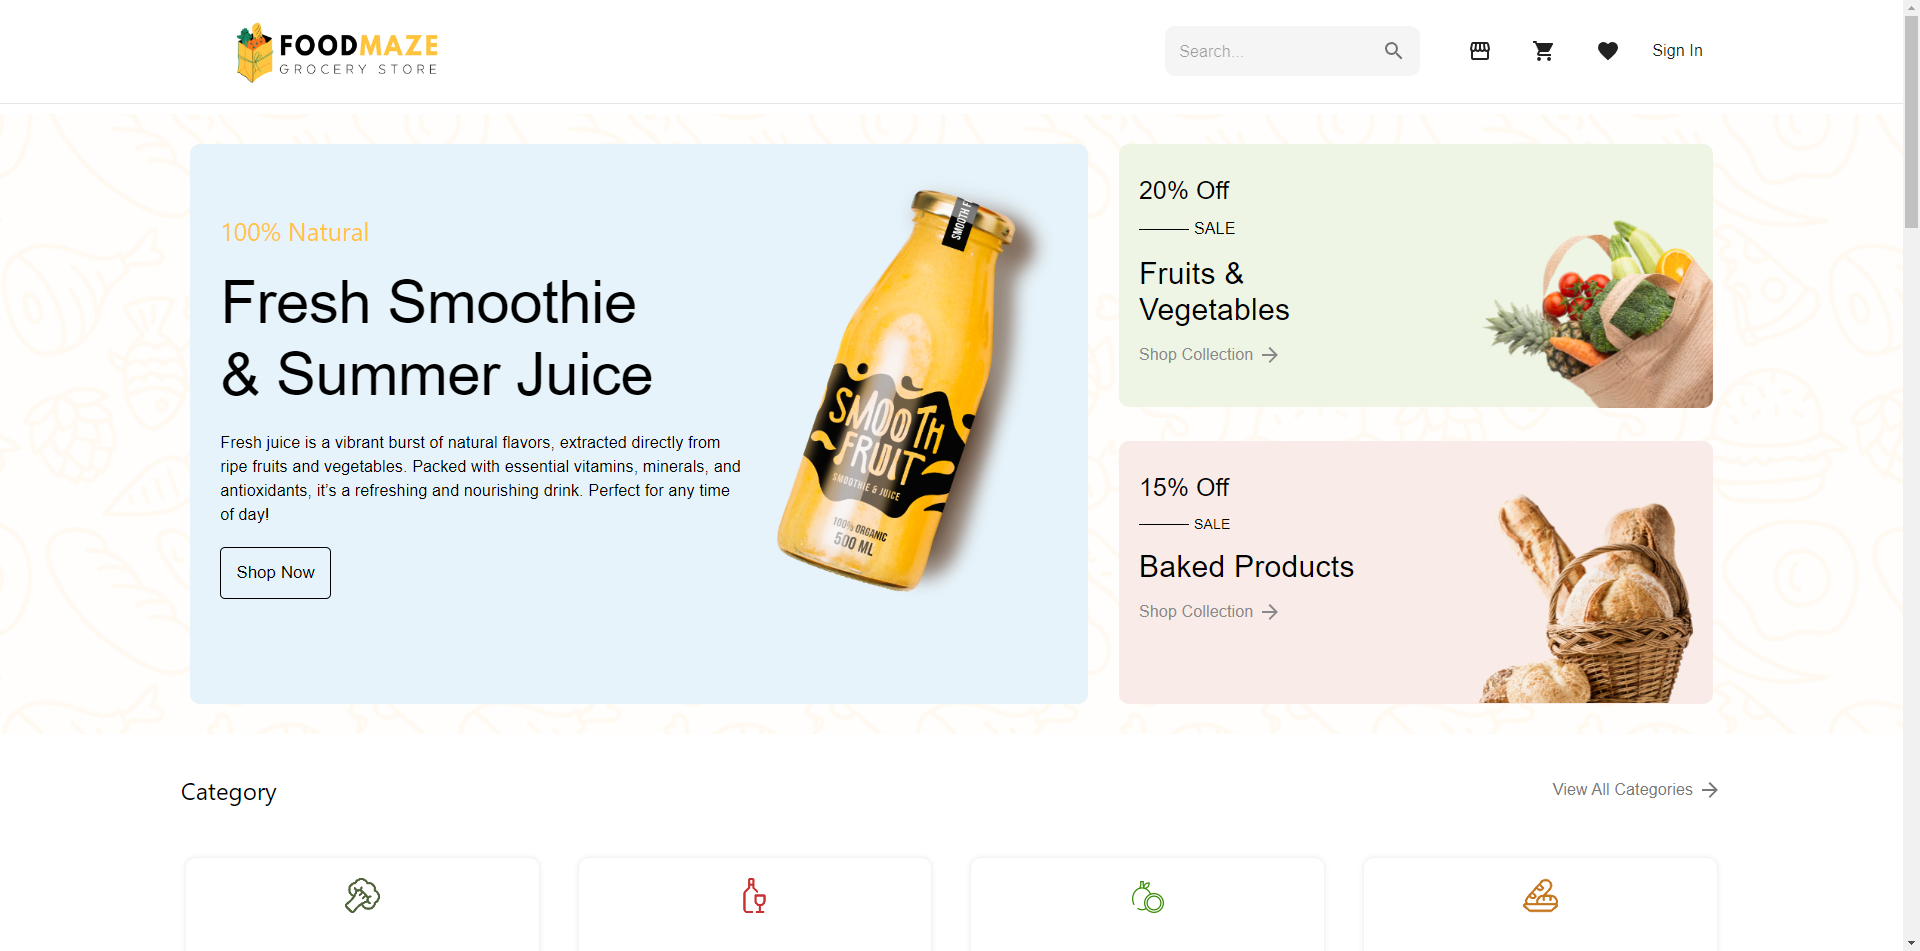 FOODMAZE
GROCERY STORE
Search...
Sign In
100% Natural
Fresh Smoothie
& Summer Juice
Fresh juice is a vibrant burst of natural flavors, extracted directly from
ripe fruits and vegetables. Packed with essential vitamins, minerals, and
antioxidants, it’s a refreshing and nourishing drink. Perfect for any time
of day!
Shop Now
SMOOTH
FRUIT
SMOOTHIE & JUICE
100% ORGANIC
500 ML
20% Off
SALE
Fruits &
Vegetables
Shop Collection
15% Off
SALE
Baked Products
Shop Collection
Category
View All Categories